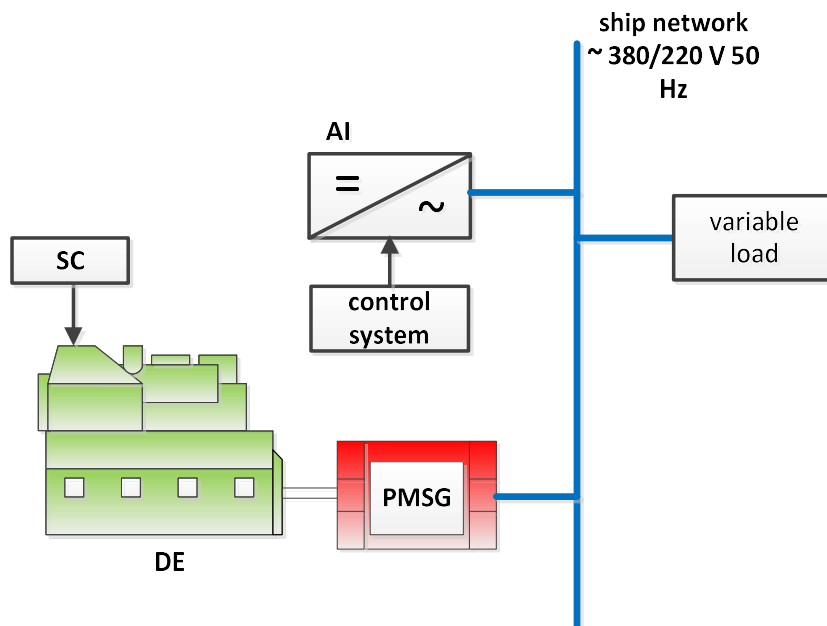 ship network
~ 380/220 V 50
Hz
AI
=
~
variable
load
SC
control
system
PMSG
DE